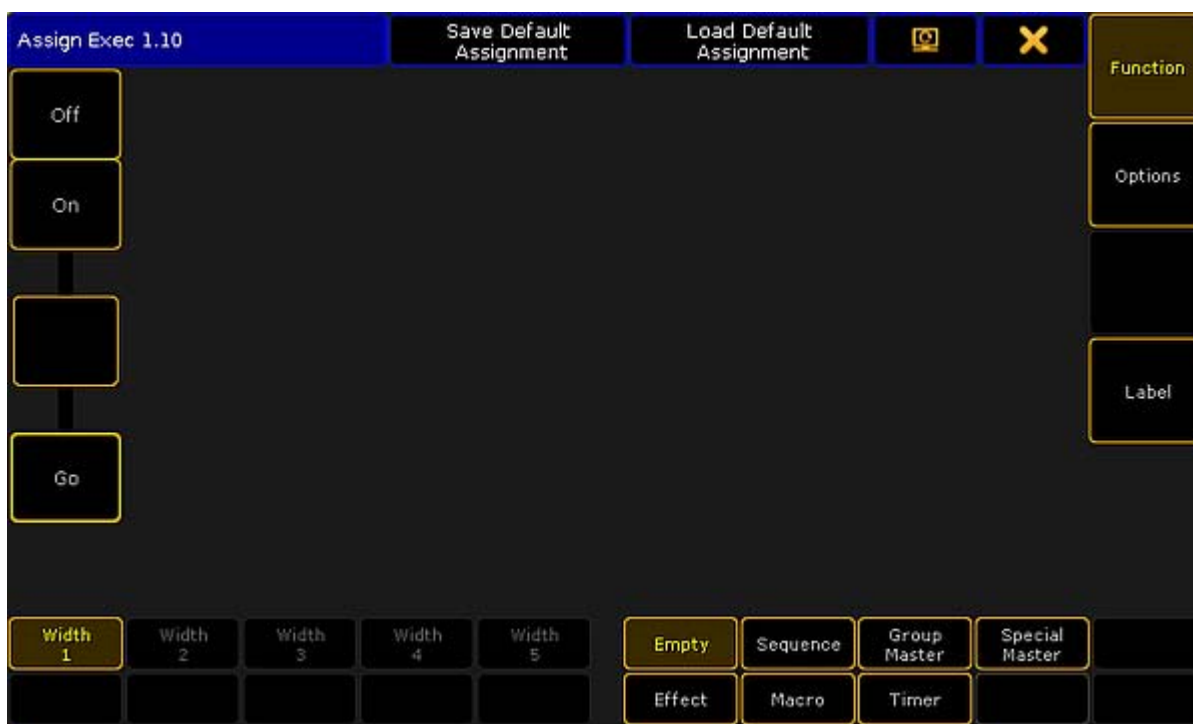 Assign Exec 1.10
Save Default
Assignment
Load Default
Assignment
Function
Off
Options
On
Label
Go
Width
1
Width
2
Width
3
Width
4
Width
5
Empty
Sequence
Group
Master
Special
Master
Effect
Macro
Timer